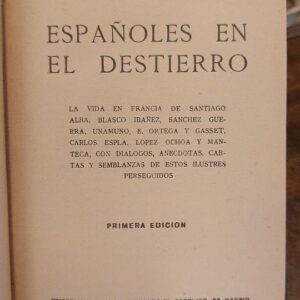 ESPAÑOLES EN
EL DESTIERRO
LA VIDA EN FRANCIA DE SANTIAGO
ALBA, BLASCO IBAÑEZ, SANCHEZ GUE-
RRA, UNAMUNO, E. ORTEGA Y GASSET,
CARLOS ESPLA, LOPEZ OCHOA Y MAN-
TECA, CON DIALOGOS, ANECDOTAS, CAR-
TAS Y SEMBLANZAS DE ESTOS ILUSTRES
PERSEGUIDOS
PRIMERA EDICION